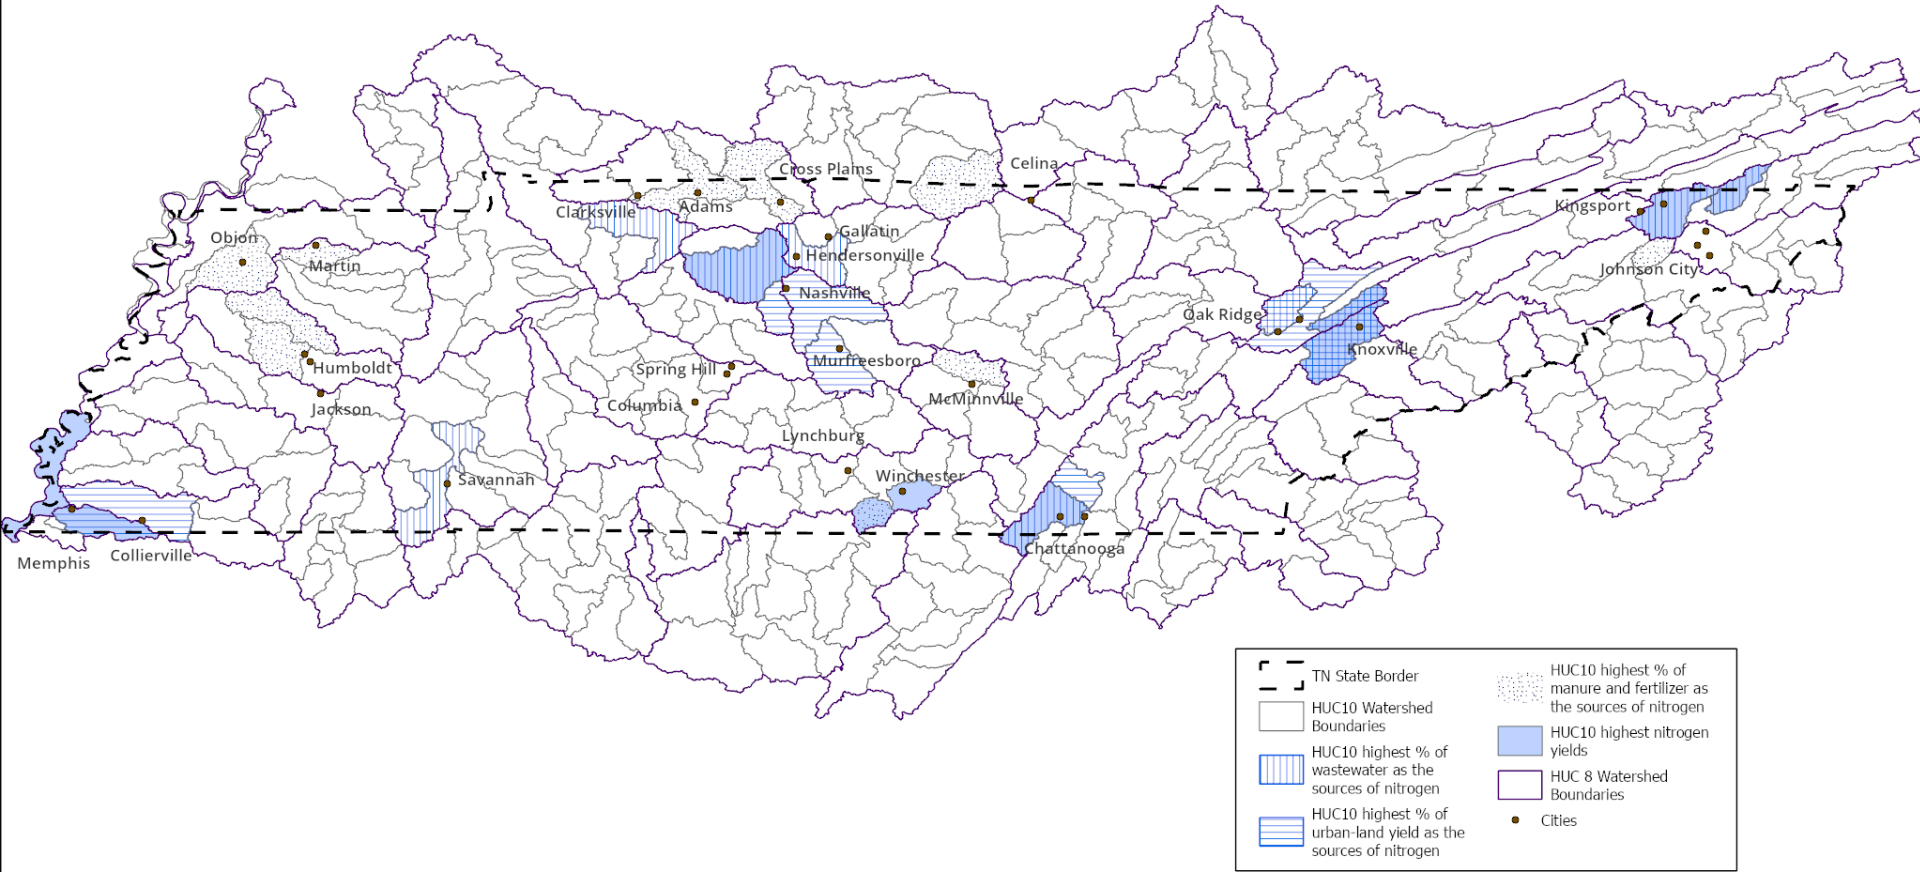 Celina
Cross Plains
Clarksville
Adams
Kingsport
Obion
Gallatin
Martin
Hendersonville
Johnson City
Nashville
Oak Ridge
Knoxville
Murfreesboro
Spring Hill
Humboldt
McMinnville
Columbia
Jackson
Lynchburg
Winchester
Savannah
Chattanooga
Collierville
Memphis
TN State Border
HUC10 Watershed
Boundaries
HUC10 highest % of
wastewater as the
sources of nitrogen
HUC10 highest % of
urban-land yield as the
sources of nitrogen
HUC10 highest % of
manure and fertilizer as
the sources of nitrogen
HUC10 highest nitrogen
yields
HUC 8 Watershed
Boundaries
Cities